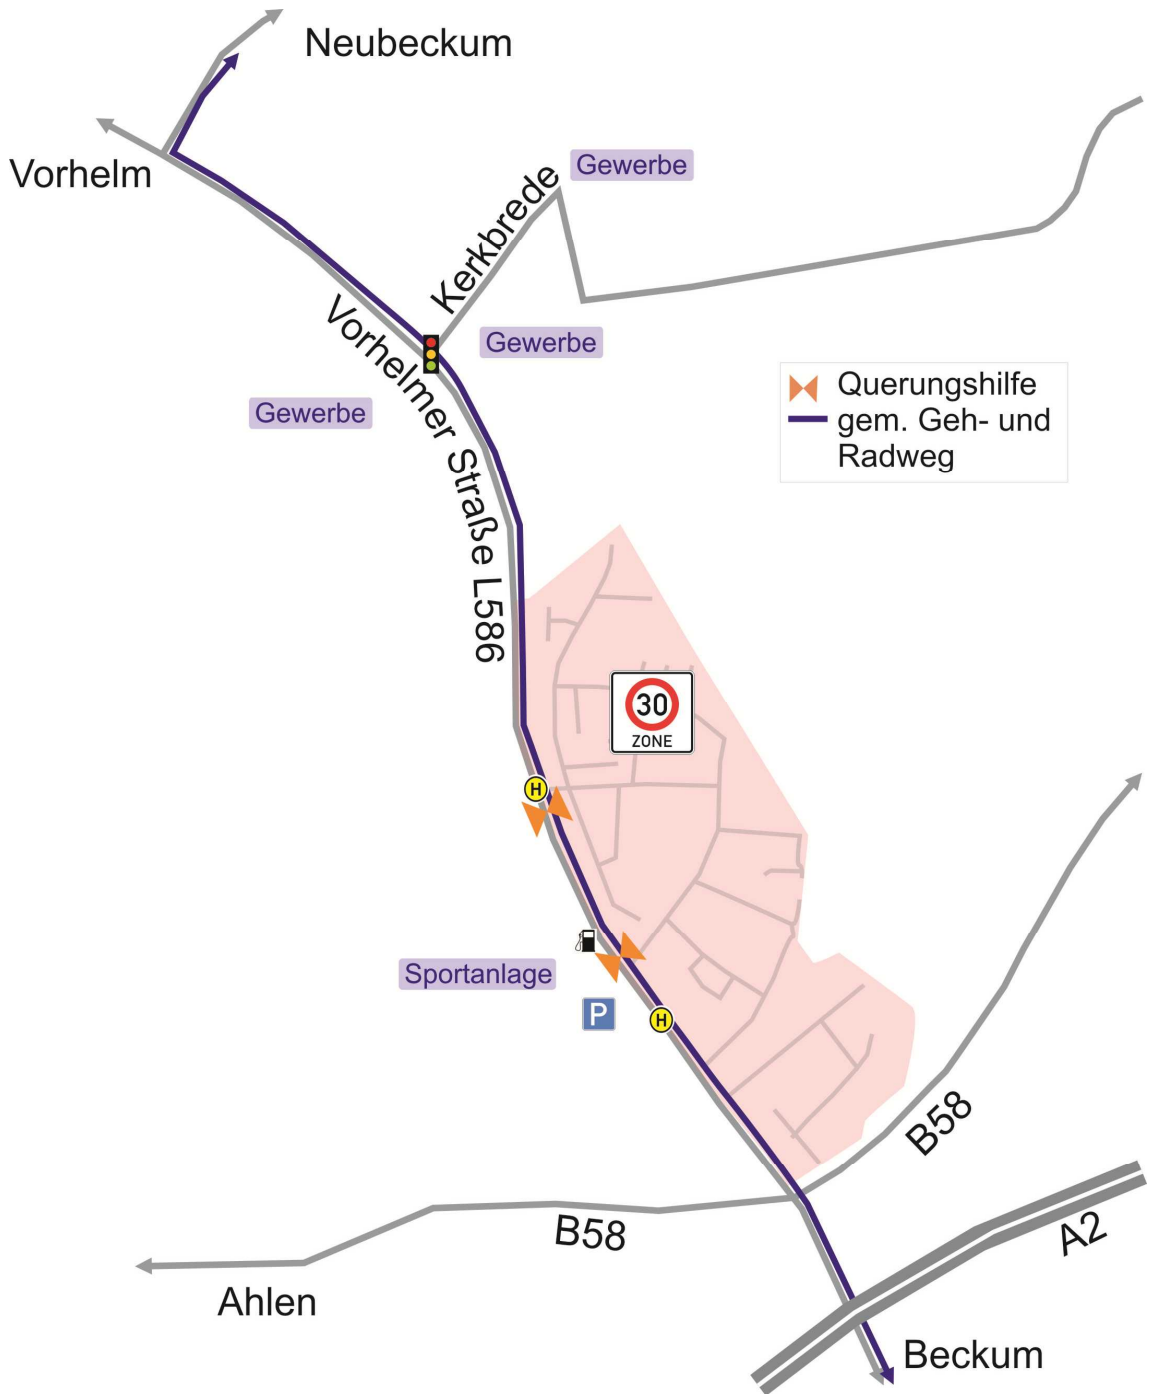 Neubeckum
Vorhelm
Gewerbe
Kerkbrede
Gewerbe
Vorhelmer Straße L586
Gewerbe
Querungshilfe
gem. Geh- und
Radweg
30
ZONE
H
Sportanlage
P
H
B58
B58
A2
Ahlen
Beckum